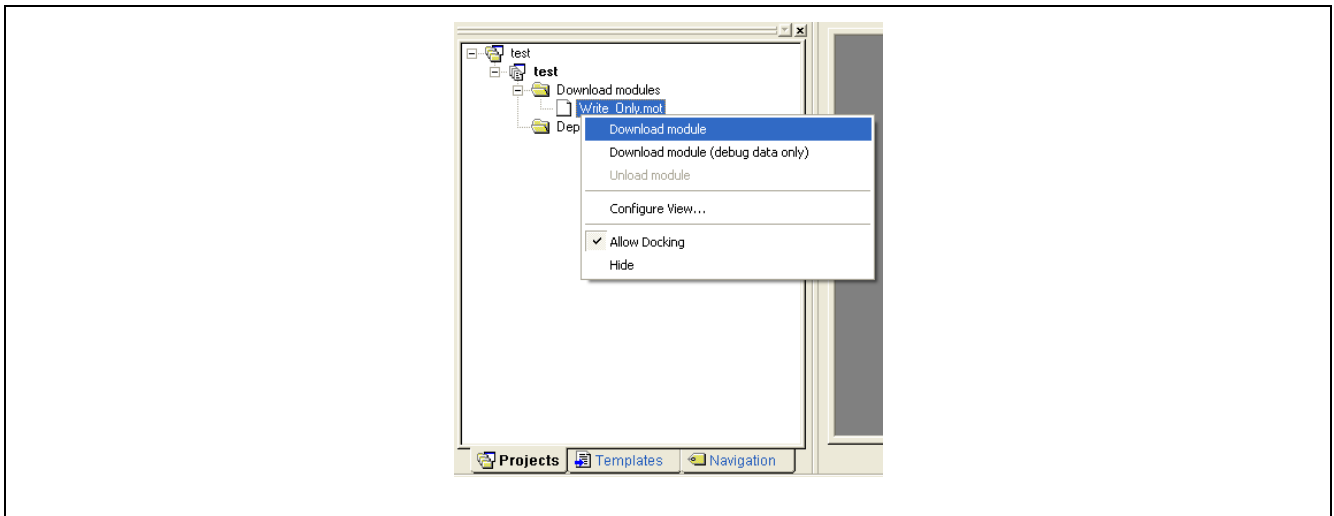 test
test
Download modules
Write_Only.mot
Dep
Download module
Download module (debug data only)
Unload module
Configure View...
Allow Docking
Hide
Projects Templates Navigation